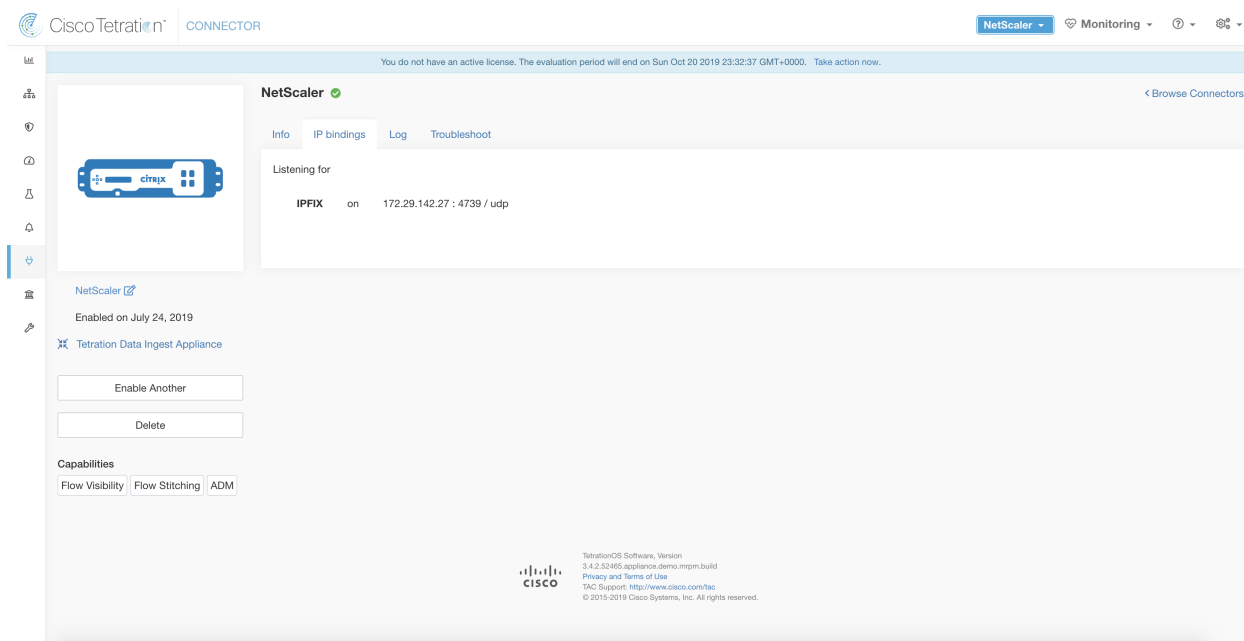 Cisco Tetration™ CONNECTOR NetScaler Monitoring ?
You do not have an active license. The evaluation period will end on Sun Oct 20 2019 23:32:37 GMT+0000. Take action now.
NetScaler
< Browse Connectors
Info IP bindings Log Troubleshoot
CITRIX
Listening for
IPFIX on 172.29.142.27 : 4739 / udp
NetScaler
Enabled on July 24, 2019
Tetration Data Ingest Appliance
Enable Another
Delete
Capabilities
Flow Visibility Flow Stitching ADM
CISCO
TetrationOS Software, Version
3.4.2.52465.appliance.demo.mrpm.build
Privacy and Terms of Use
TAC Support: http://www.cisco.com/tac
© 2015-2019 Cisco Systems, Inc. All rights reserved.